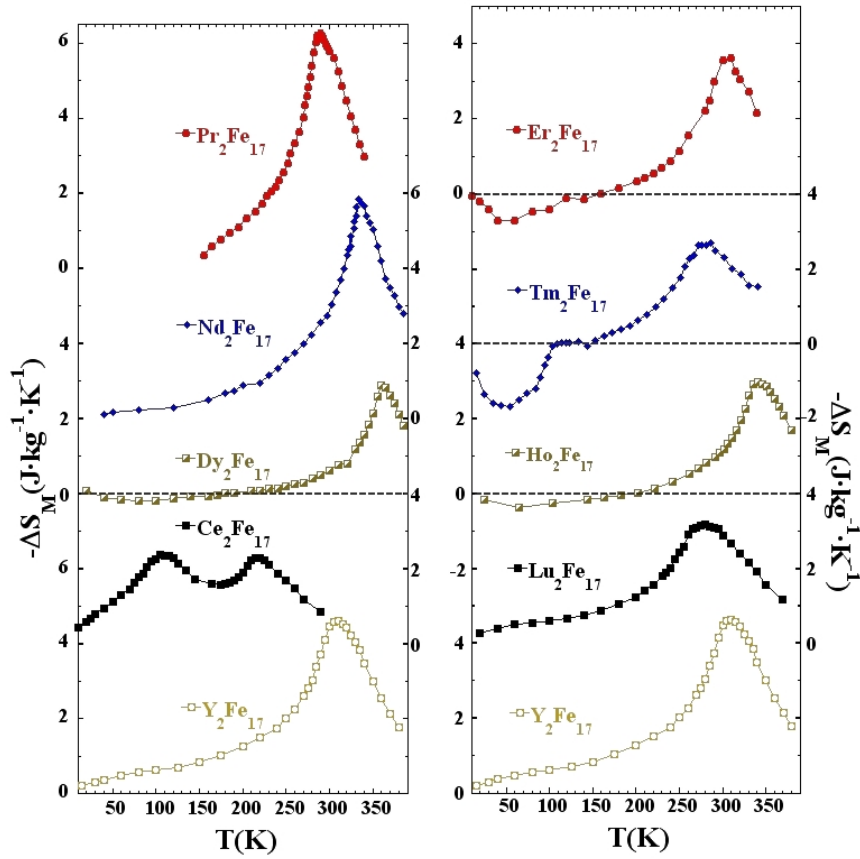 6
4
2
0
4
2
0
6
4
2
0
6
4
2
0
4
2
0
-ΔS_M (J·kg⁻¹·K⁻¹)
Pr₂Fe₁₇
Nd₂Fe₁₇
Dy₂Fe₁₇
Ce₂Fe₁₇
Y₂Fe₁₇
50 100 150 200 250 300 350
T(K)
4
2
0
4
2
0
-2
4
2
0
4
2
0
-2
4
2
0
-ΔS_M (J·kg⁻¹·K⁻¹)
Er₂Fe₁₇
Tm₂Fe₁₇
Ho₂Fe₁₇
Lu₂Fe₁₇
Y₂Fe₁₇
50 100 150 200 250 300 350
T(K)